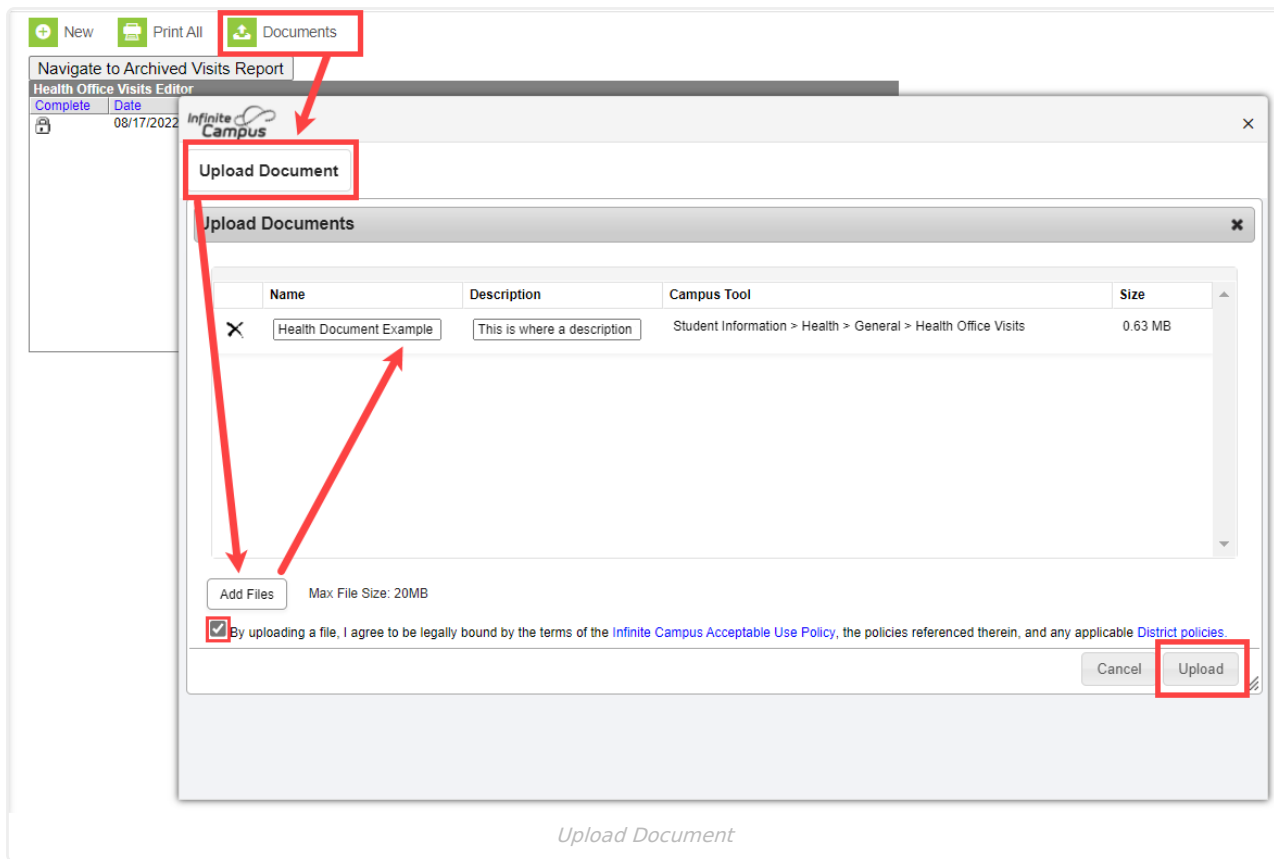 New Print All Documents
Navigate to Archived Visits Report
Health Office Visits Editor
Complete Date
08/17/2022
Infinite
Campus
Upload Document
Upload Documents
Name Description Campus Tool Size
Health Document Example This is where a description Student Information > Health > General > Health Office Visits 0.63 MB
Add Files Max File Size: 20MB
By uploading a file, I agree to be legally bound by the terms of the Infinite Campus Acceptable Use Policy, the policies referenced therein, and any applicable District policies.
Cancel Upload
Upload Document